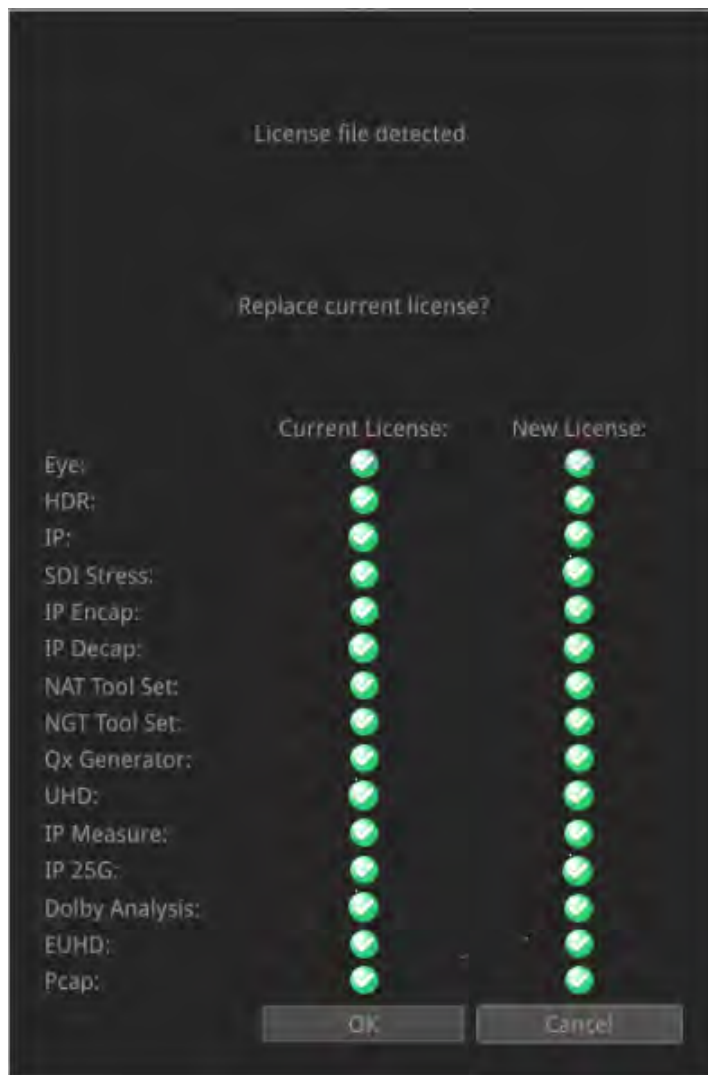 License file detected
Replace current license?
Current License: New License:
Eye:
HDR:
IP:
SDI Stress:
IP Encap:
IP Decap:
NAT Tool Set:
NGT Tool Set:
Qx Generator:
UHD:
IP Measure:
IP 25G:
Dolby Analysis:
EUHD:
Pcap:
OK Cancel